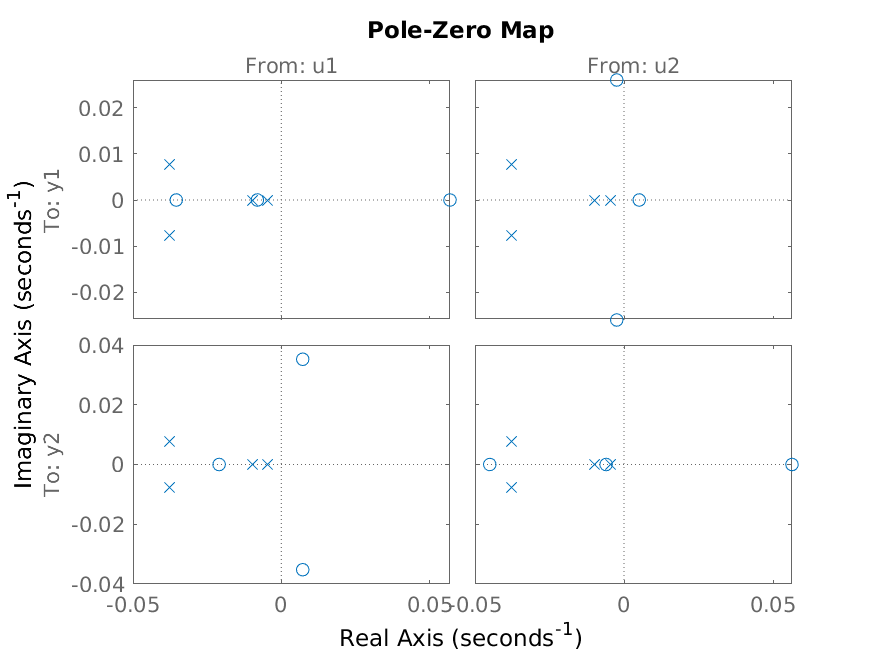 Pole-Zero Map
From: u1
From: u2
Imaginary Axis (seconds⁻¹)
To: y1
0.02
0.01
0
-0.01
-0.02
To: y2
0.04
0.02
0
-0.02
-0.04
-0.05
0
0.05
-0.05
0
0.05
Real Axis (seconds⁻¹)